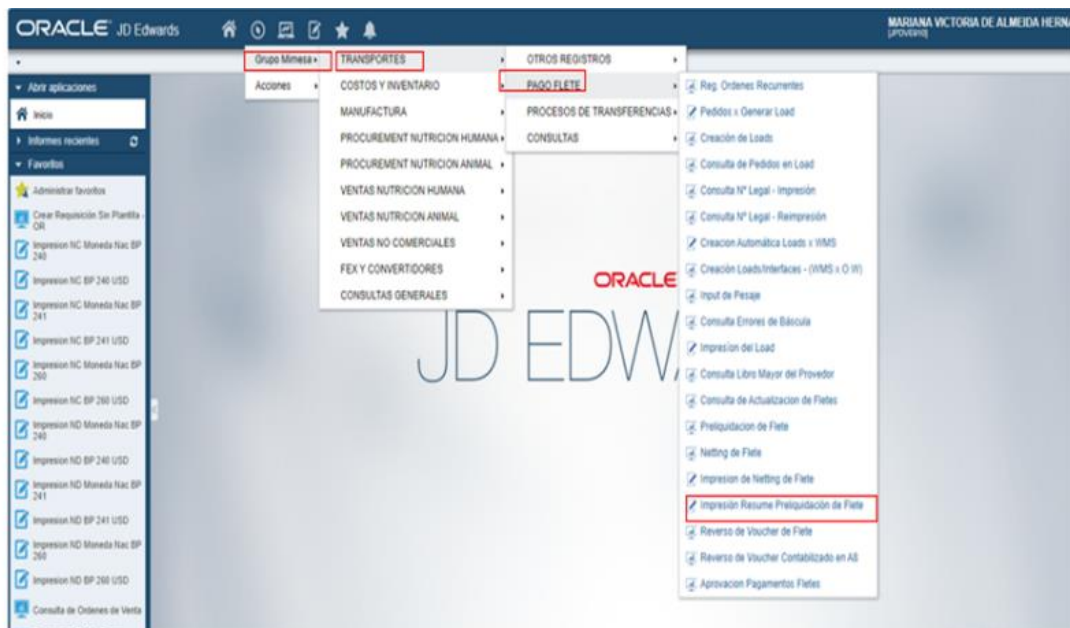 ORACLE JD Edwards
MARIANA VICTORIA DE ALMEIDA HERNA
Abrir aplicaciones
Inicio
Informes recientes
Favoritos
Administrar favoritos
Crear Requisición Sin Plantilla -
OR
Impresion NC Moneda Nac BP
240
Impresion NC BP 240 USD
Impresion NC Moneda Nac BP
241
Impresion NC BP 241 USD
Impresion NC Moneda Nac BP
260
Impresion NC BP 260 USD
Impresion ND Moneda Nac BP
240
Impresion ND BP 240 USD
Impresion ND Moneda Nac BP
241
Impresion ND BP 241 USD
Impresion ND Moneda Nac BP
260
Impresion ND BP 260 USD
Consulta de Ordenes de Venta
Grupo Mimesa
Acciones
TRANSPORTES
COSTOS Y INVENTARIO
MANUFACTURA
PROCUREMENT NUTRICION HUMANA
PROCUREMENT NUTRICION ANIMAL
VENTAS NUTRICION HUMANA
VENTAS NUTRICION ANIMAL
VENTAS NO COMERCIALES
FEX Y CONVERTIDORES
CONSULTAS GENERALES
OTROS REGISTROS
PAGO FLETE
PROCESOS DE TRANSFERENCIAS
CONSULTAS
Reg. Ordenes Recurrentes
Pedidos x Generar Load
Creación de Loads
Consulta de Pedidos en Load
Consulta Nº Legal - Impresión
Consulta Nº Legal - Reimpresión
Creacion Automática Loads x WMS
Creación Loads/Interfaces - (WMS x O.W)
Input de Pesaje
Consulta Errores de Báscula
Impresíon del Load
Consulta Libro Mayor del Provedor
Consulta de Actualizacion de Fletes
Preliquidacion de Flete
Netting de Flete
Impresion de Netting de Flete
Impresión Resume Preliquidación de Flete
Reverso de Voucher de Flete
Reverso de Voucher Contabilizado en A8
Aprovacion Pagamentos Fletes
ORACLE
JD EDW